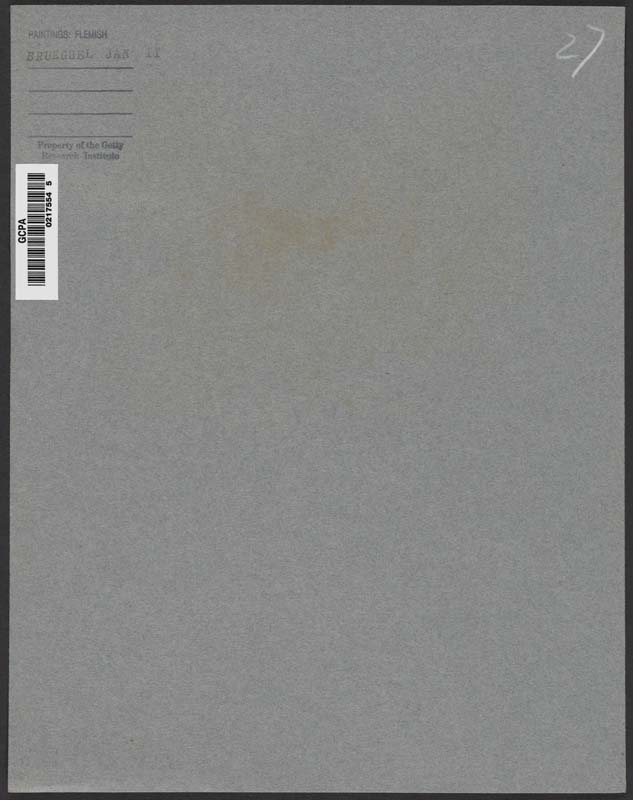 PAINTINGS: FLEMISH
BRUEGHEL JAN II
27
Property of the Getty
Research Institute
GCPA
0217554 5